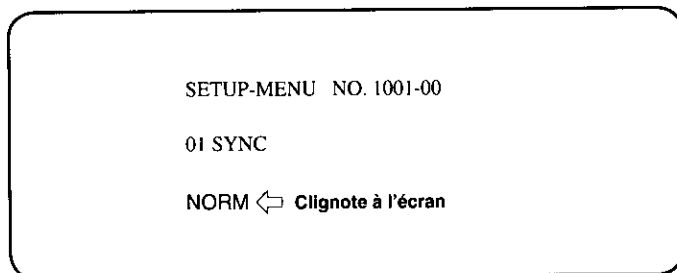 SETUP-MENU NO. 1001-00
01 SYNC
NORM ⇦ Clignote à l'écran